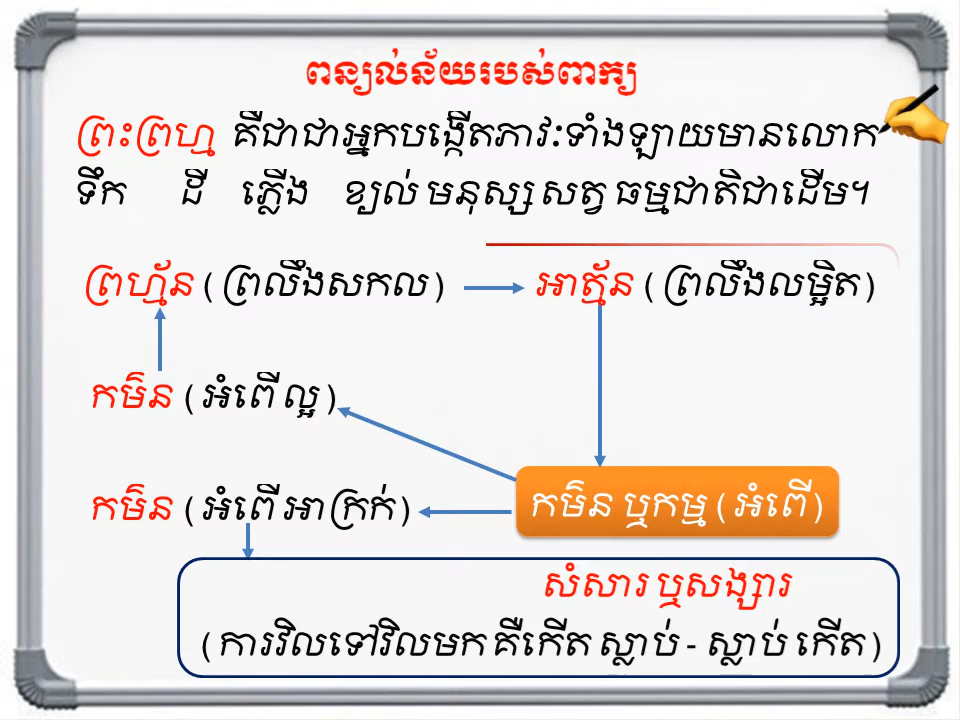 ពន្យល់ន័យរបស់ពាក្យ
ព្រះព្រហ្ម គឺជាជាអ្នកបង្កើតភាវៈទាំងឡាយមានលោក
ទឹក ដី ភ្លើង ខ្យល់ មនុស្ស សត្វ ធម្មជាតិជាដើម។
ព្រហ្ម័ន (ព្រលឹងសកល) អាត្ម័ន (ព្រលឹងលម្អិត)
កម៌ន (អំពើល្អ)
កម៌ន (អំពើអាក្រក់) កម៌ន ឬកម្ម (អំពើ)
សំសារ ឬសង្សារ
(ការវិលទៅវិលមក គឺកើត ស្លាប់ - ស្លាប់ កើត)